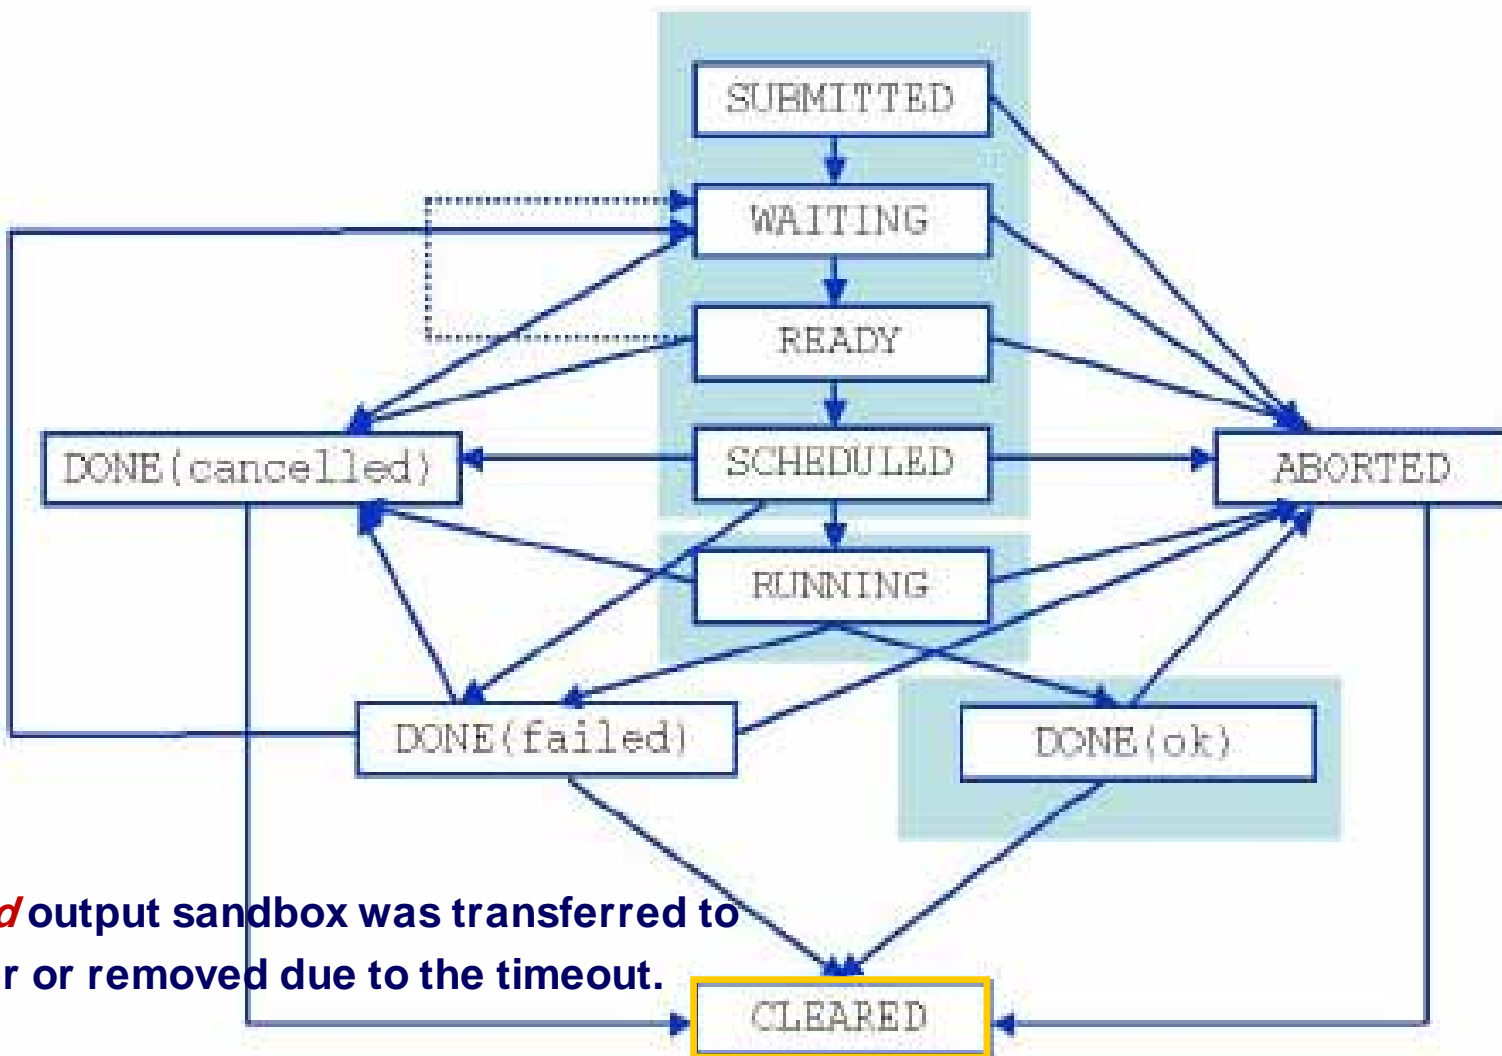 SUBMITTED
WAITING
READY
DONE(cancelled)
SCHEDULED
ABORTED
RUNNING
DONE(failed)
DONE(ok)
output sandbox was transferred to
or removed due to the timeout.
CLEARED